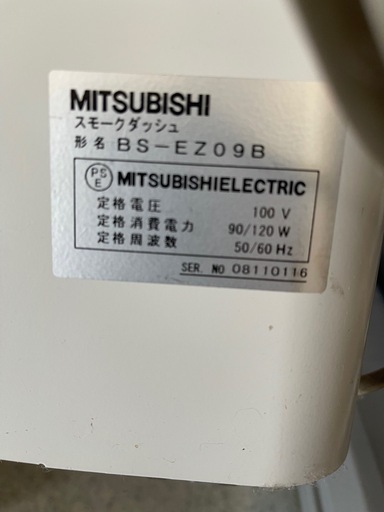 MITSUBISHI
スモークダッシュ
形名 BS-EZ09B
PS E MITSUBISHIELECTRIC
定格電圧 100 V
定格消費電力 90/120 W
定格周波数 50/60 Hz
SER. NO 08110116